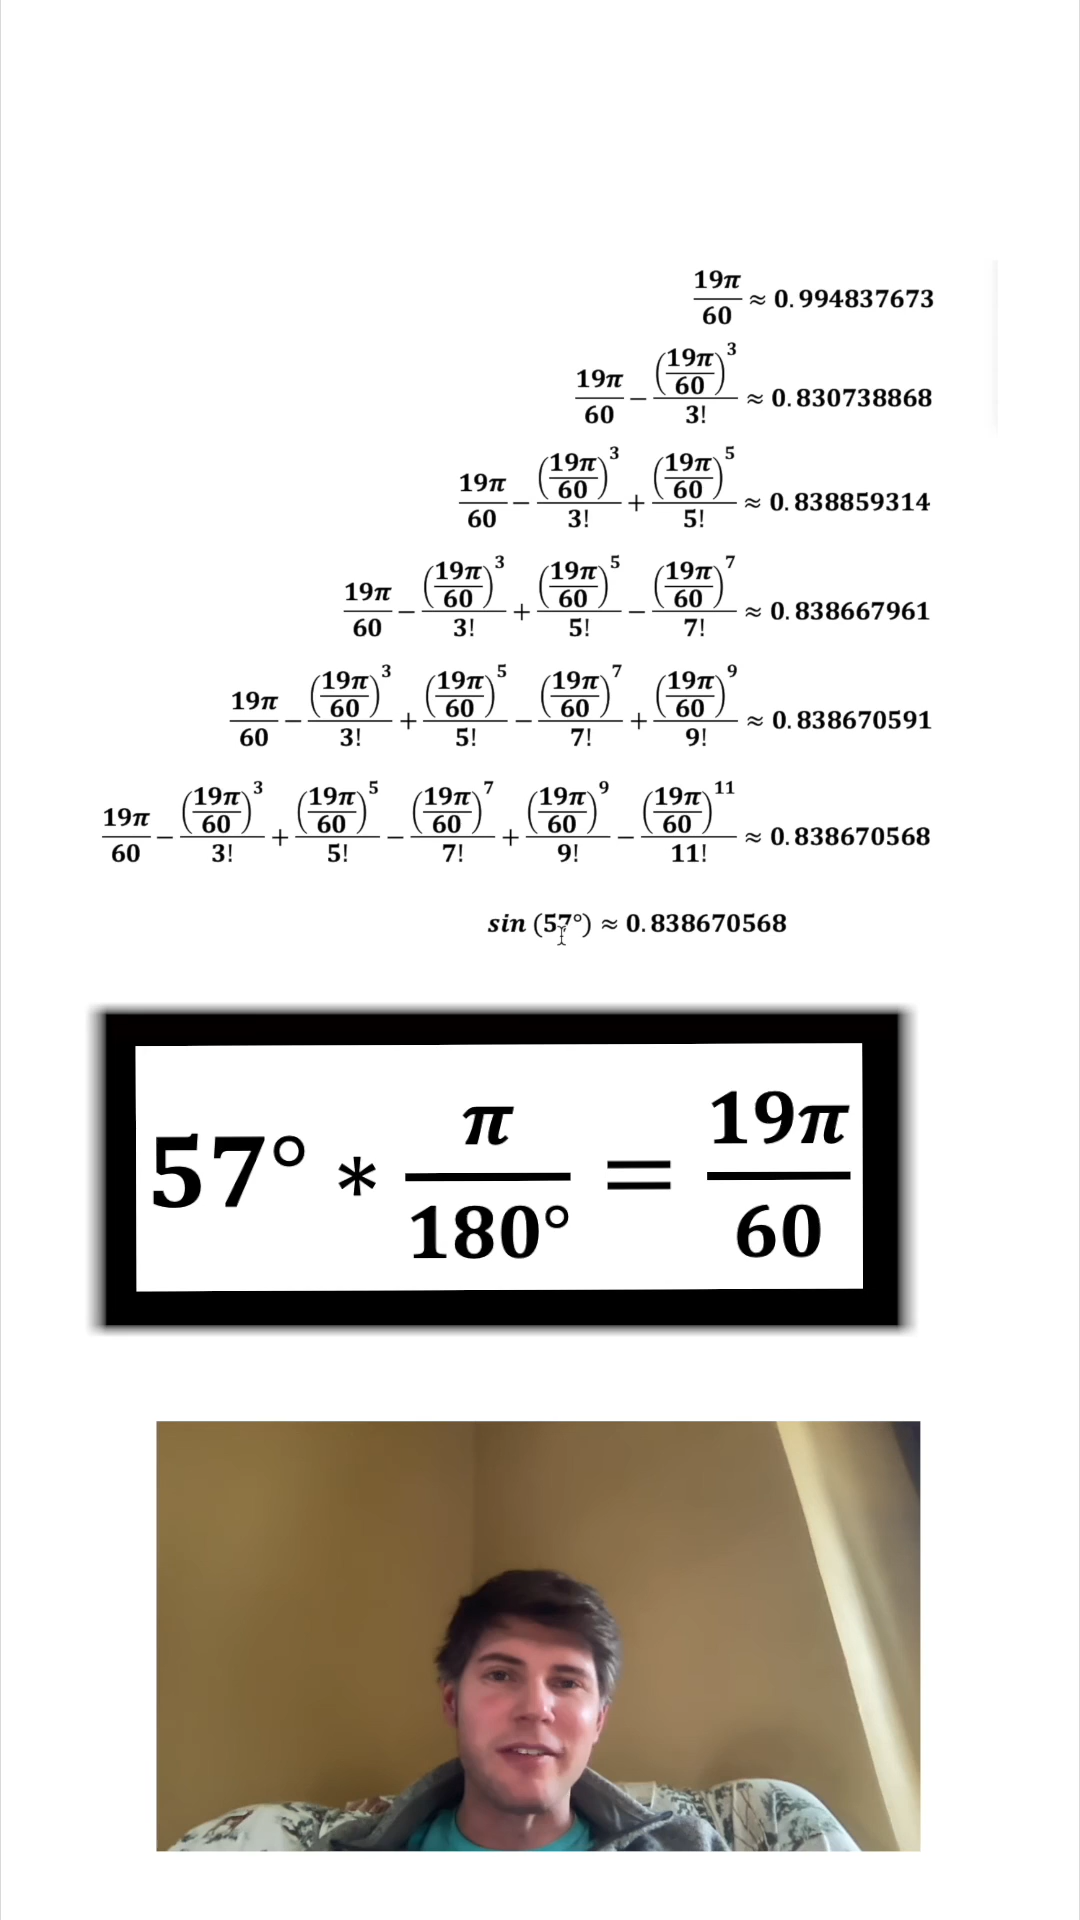 19π/60 ≈ 0.994837673
19π/60 − (19π/60)³/3! ≈ 0.830738868
19π/60 − (19π/60)³/3! + (19π/60)⁵/5! ≈ 0.838859314
19π/60 − (19π/60)³/3! + (19π/60)⁵/5! − (19π/60)⁷/7! ≈ 0.838667961
19π/60 − (19π/60)³/3! + (19π/60)⁵/5! − (19π/60)⁷/7! + (19π/60)⁹/9! ≈ 0.838670591
19π/60 − (19π/60)³/3! + (19π/60)⁵/5! − (19π/60)⁷/7! + (19π/60)⁹/9! − (19π/60)¹¹/11! ≈ 0.838670568
sin (57°) ≈ 0.838670568
57° * π/180° = 19π/60